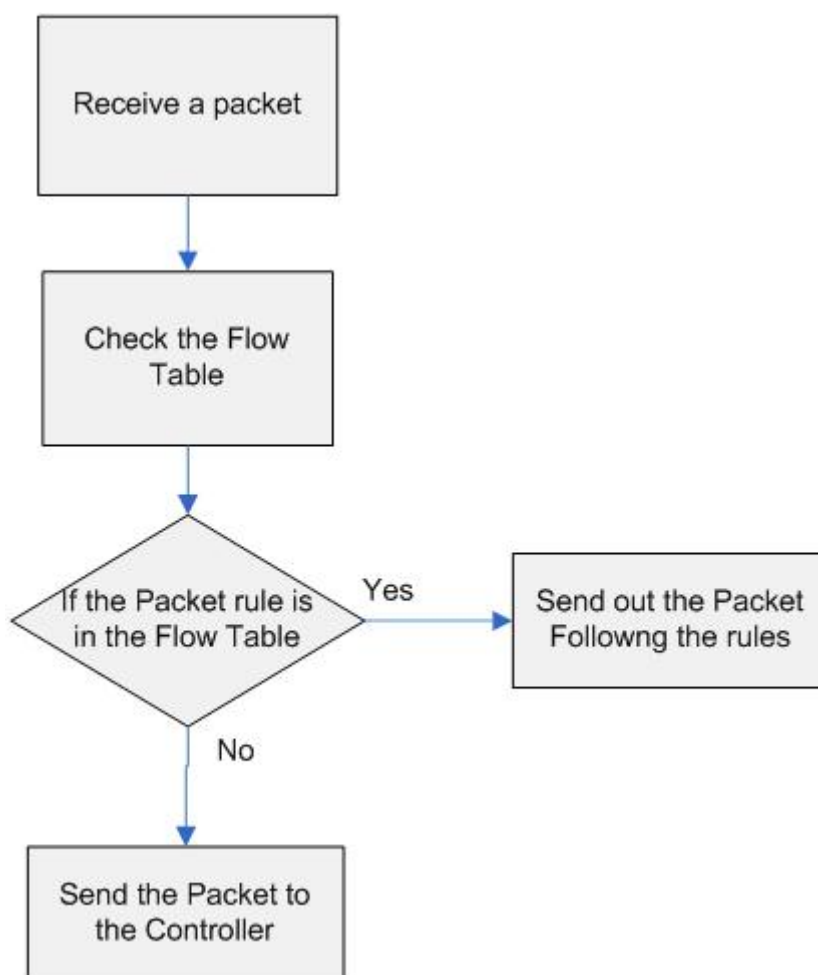 Receive a packet
Check the Flow
Table
If the Packet rule is
in the Flow Table
Yes
Send out the Packet
Followng the rules
No
Send the Packet to
the Controller